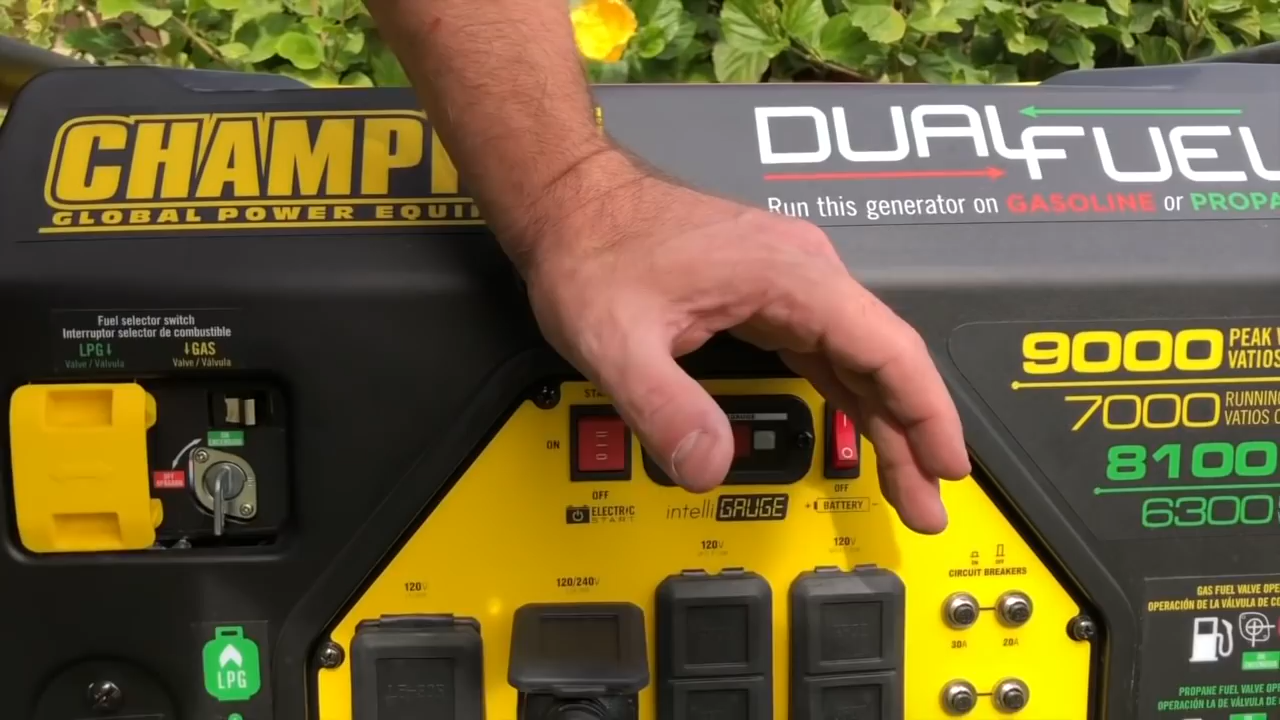 CHAMPI
GLOBAL POWER EQUI
DUAL FUEL
Run this generator on GASOLINE or PROPA
Fuel selector switch
Interruptor selector de combustible
LPG GAS
Valve / Válvula Valve / Válvula
9000 PEAK
VATIOS
7000 RUNNING
VATIOS
8100
6300
ON
OFF
ELECTRIC
START
intelliGAUGE
OFF
+ BATTERY -
120V
120V
120V
120/240V
ON OFF
CIRCUIT BREAKERS
30A 20A
LPG
GAS FUEL VALVE OPE
OPERACIÓN DE LA VÁLVULA DE CO
PROPANE FUEL VALVE OPE
OPERACIÓN LA DE VÁLVULA DE